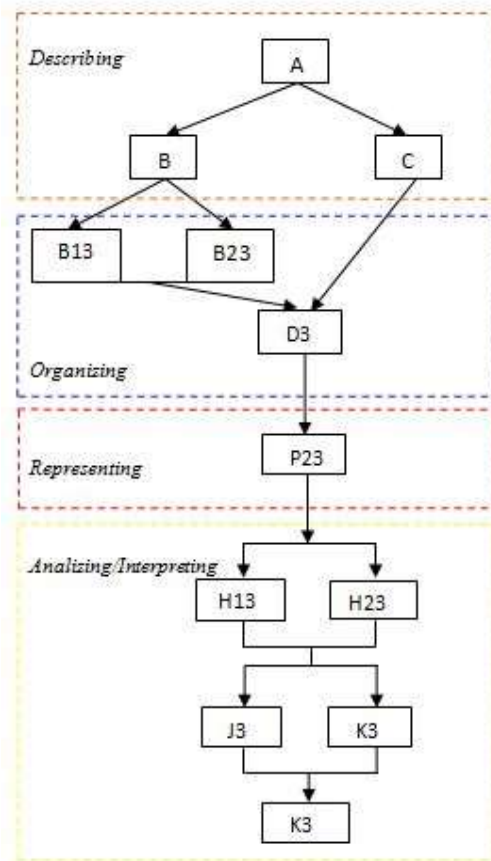 Describing
A
B
C
B13
B23
D3
Organizing
P23
Representing
Analizing/Interpreting
H13
H23
J3
K3
K3